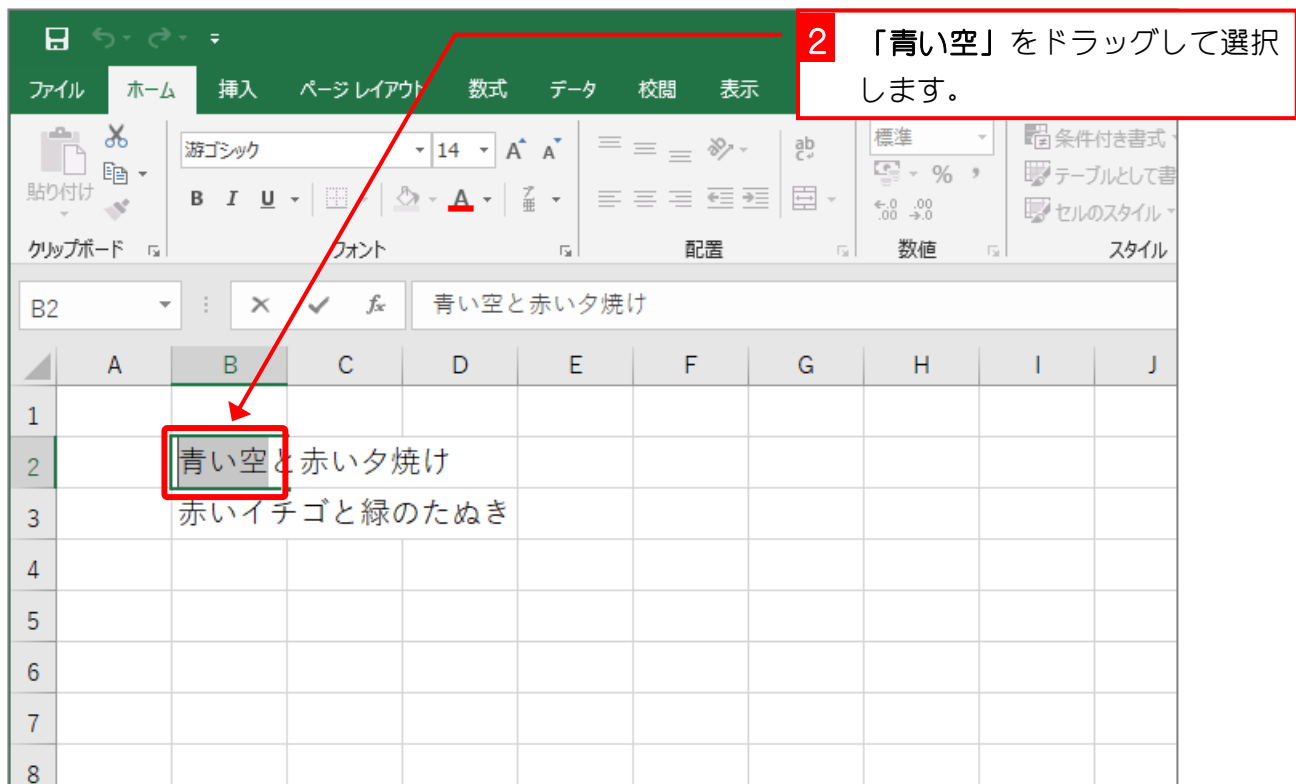 2 「青い空」をドラッグして選択
します。
ファイル ホーム 挿入 ページ レイアウト 数式 データ 校閲 表示
貼り付け
游ゴシック 14 A A ab 標準 条件付き書式
B I U A ア亜 % , テーブルとして書
.00 .0 セルのスタイル
クリップボード フォント 配置 数値 スタイル
B2 fx 青い空と赤い夕焼け
A B C D E F G H I J
1
2 青い空と赤い夕焼け
3 赤いイチゴと緑のたぬき
4
5
6
7
8